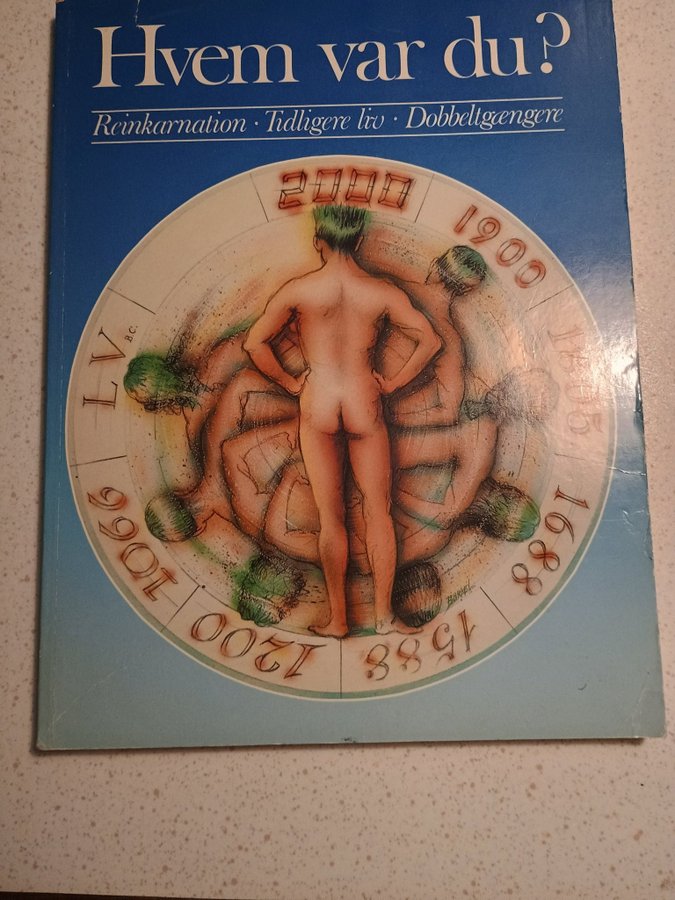 Hvem var du?
Reinkarnation · Tidligere liv · Dobbeltgængere
2000
1900
1805
1688
1588
1200
1066
LV B.C.